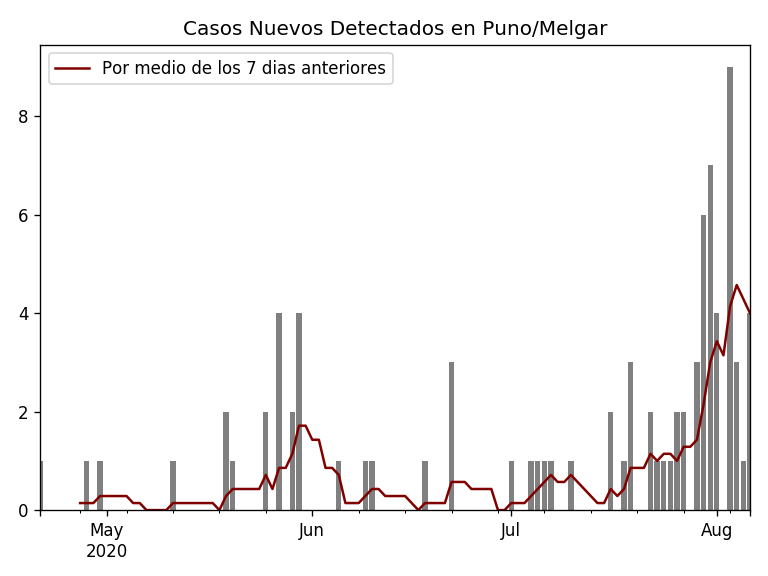 Casos Nuevos Detectados en Puno/Melgar
Por medio de los 7 dias anteriores
8
6
4
2
0
May Jun Jul Aug
2020